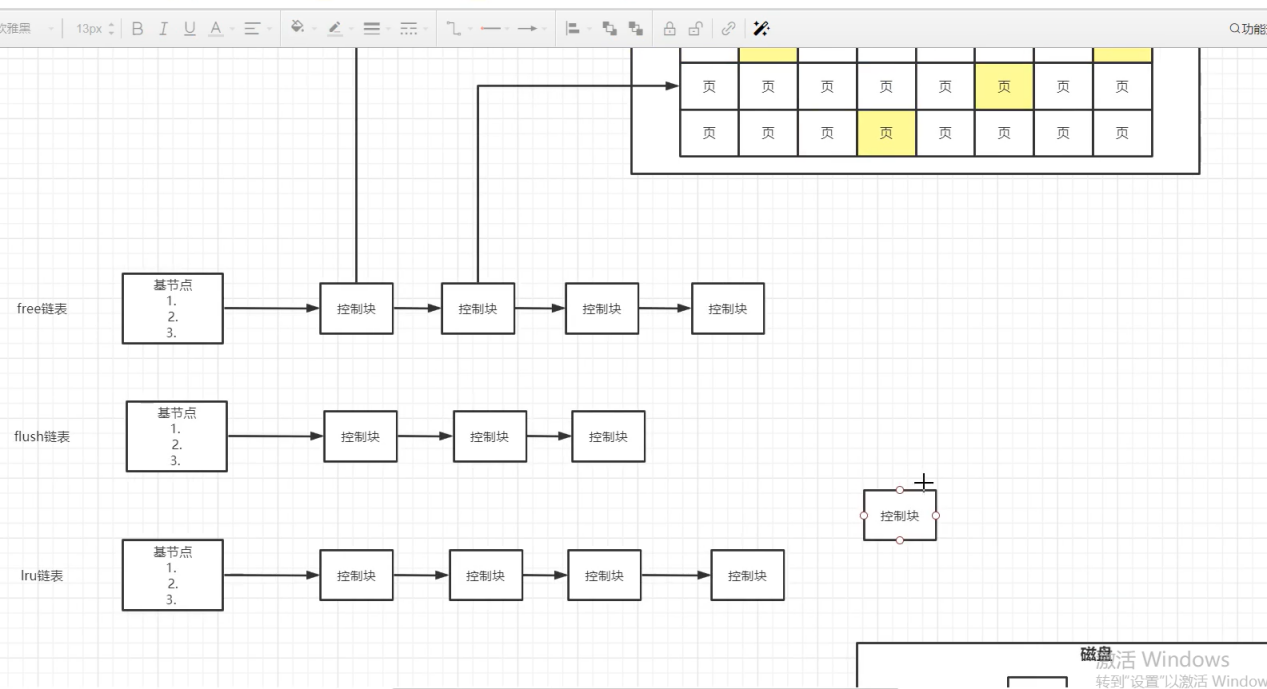 软雅黑 13px B I U A 功能
页 页 页 页 页 页 页 页
页 页 页 页 页 页 页 页
基节点
1.
2.
3.
free链表 控制块 控制块 控制块 控制块
基节点
1.
2.
3.
flush链表 控制块 控制块 控制块
控制块
基节点
1.
2.
3.
lru链表 控制块 控制块 控制块 控制块
磁盘
激活 Windows
转到"设置"以激活 Window